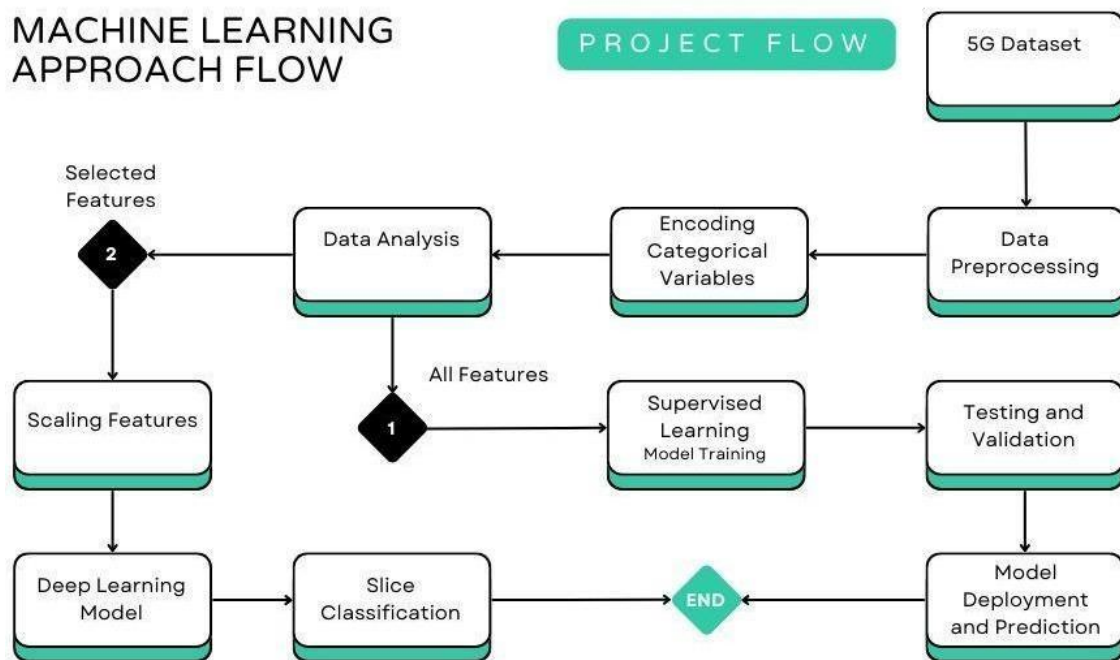 MACHINE LEARNING
APPROACH FLOW
PROJECT FLOW
5G Dataset
Selected
Features
2
Data Analysis
Encoding
Categorical
Variables
Data
Preprocessing
All Features
1
Scaling Features
Supervised
Learning
Model Training
Testing and
Validation
Deep Learning
Model
Slice
Classification
END
Model
Deployment
and Prediction